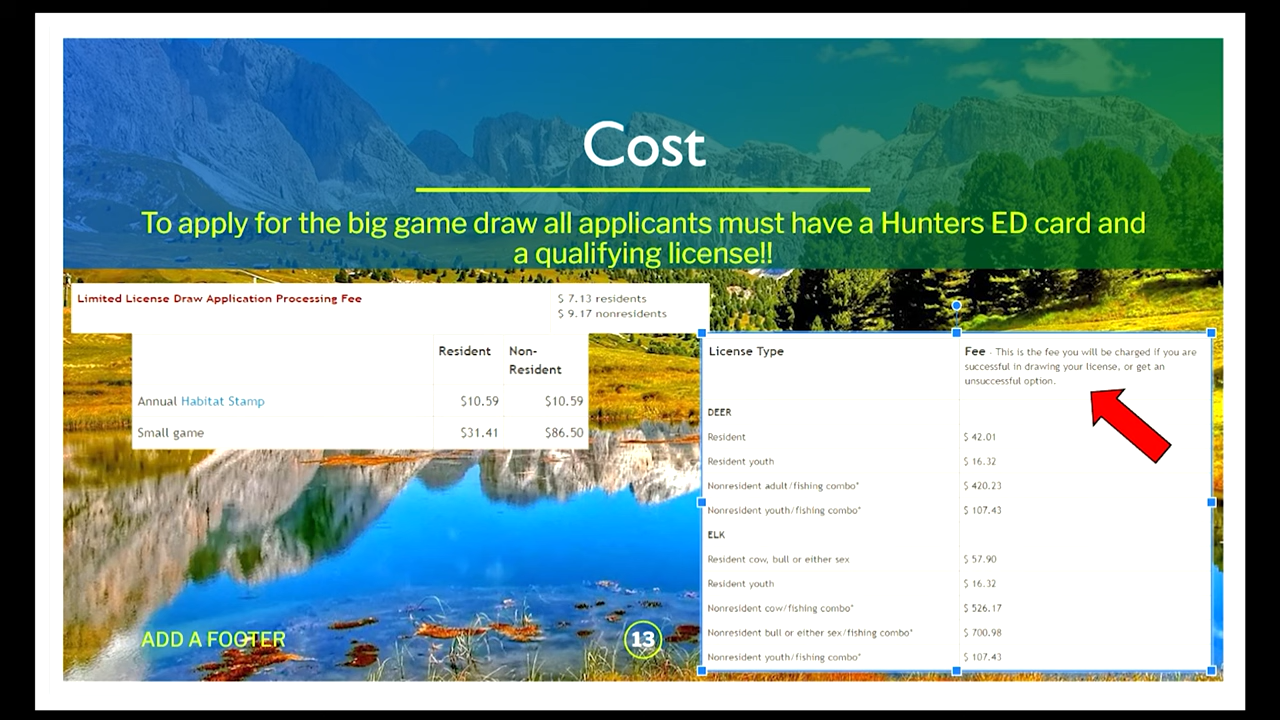 Cost
To apply for the big game draw all applicants must have a Hunters ED card and
a qualifying license!!
Limited License Draw Application Processing Fee $ 7.13 residents
$ 9.17 nonresidents
Resident Non-
Resident
Annual Habitat Stamp $10.59 $10.59
Small game $31.41 $86.50
License Type Fee - This is the fee you will be charged if you are
successful in drawing your license, or get an
unsuccessful option.
DEER
Resident $ 42.01
Resident youth $ 16.32
Nonresident adult/fishing combo* $ 420.23
Nonresident youth/fishing combo* $ 107.43
ELK
Resident cow, bull or either sex $ 57.90
Resident youth $ 16.32
Nonresident cow/fishing combo* $ 526.17
Nonresident bull or either sex/fishing combo* $ 700.98
Nonresident youth/fishing combo* $ 107.43
ADD A FOOTER
13